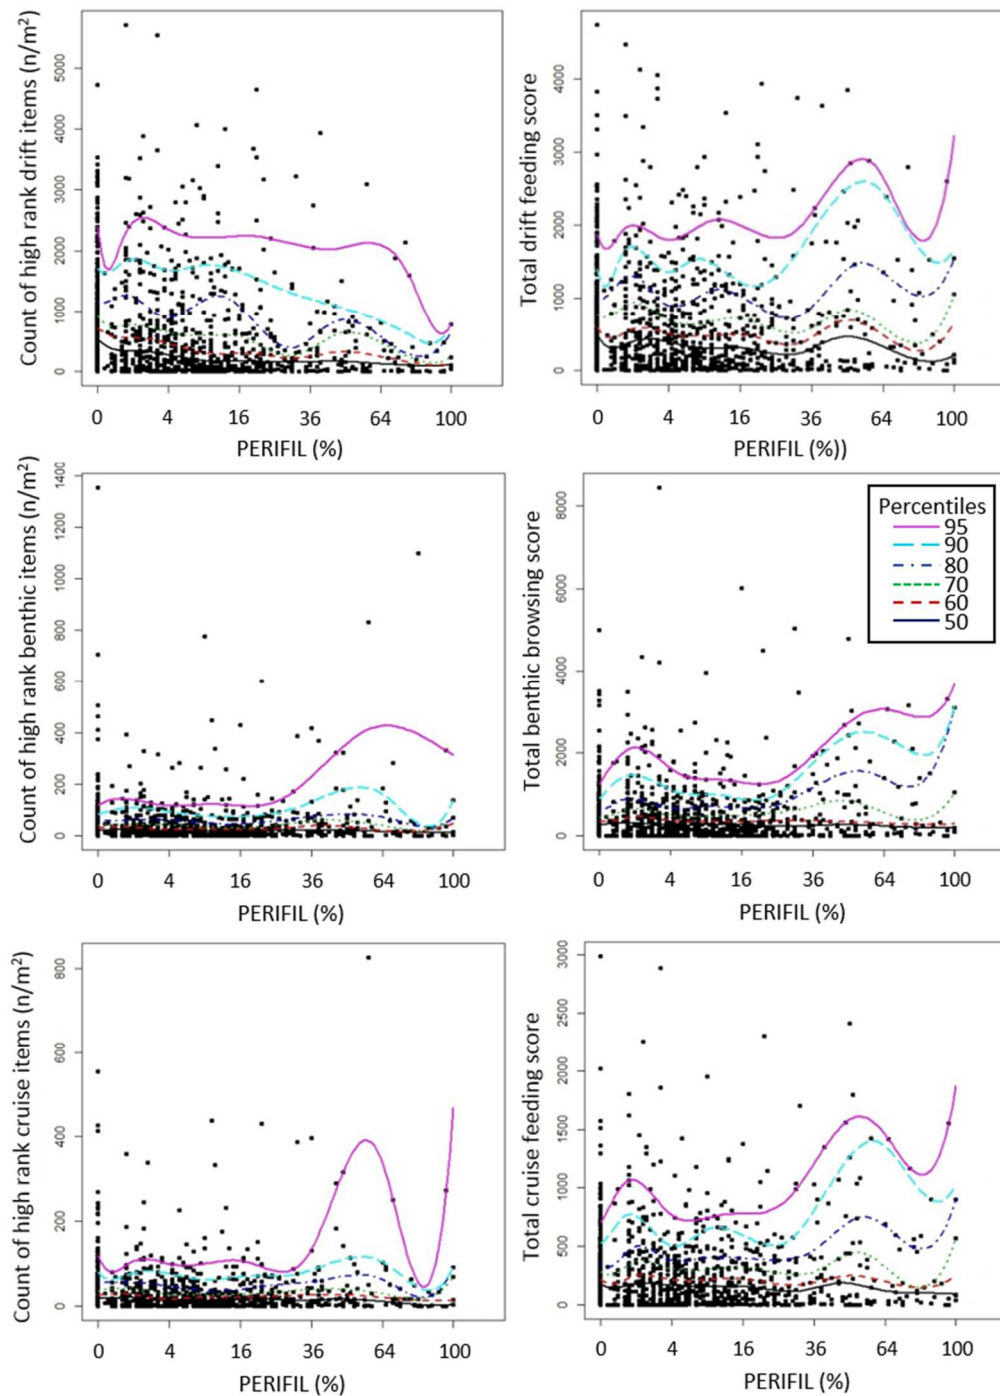 Count of high rank drift items (n/m²)
0 1000 2000 3000 4000 5000
0 4 16 36 64 100
PERIFIL (%)
Total drift feeding score
0 1000 2000 3000 4000
0 4 16 36 64 100
PERIFIL (%))
Count of high rank benthic items (n/m²)
0 200 400 600 800 1000 1200 1400
0 4 16 36 64 100
PERIFIL (%)
Total benthic browsing score
0 2000 4000 6000 8000
Percentiles
95
90
80
70
60
50
0 4 16 36 64 100
PERIFIL (%)
Count of high rank cruise items (n/m²)
0 200 400 600 800
0 4 16 36 64 100
PERIFIL (%)
Total cruise feeding score
0 500 1000 1500 2000 2500 3000
0 4 16 36 64 100
PERIFIL (%)